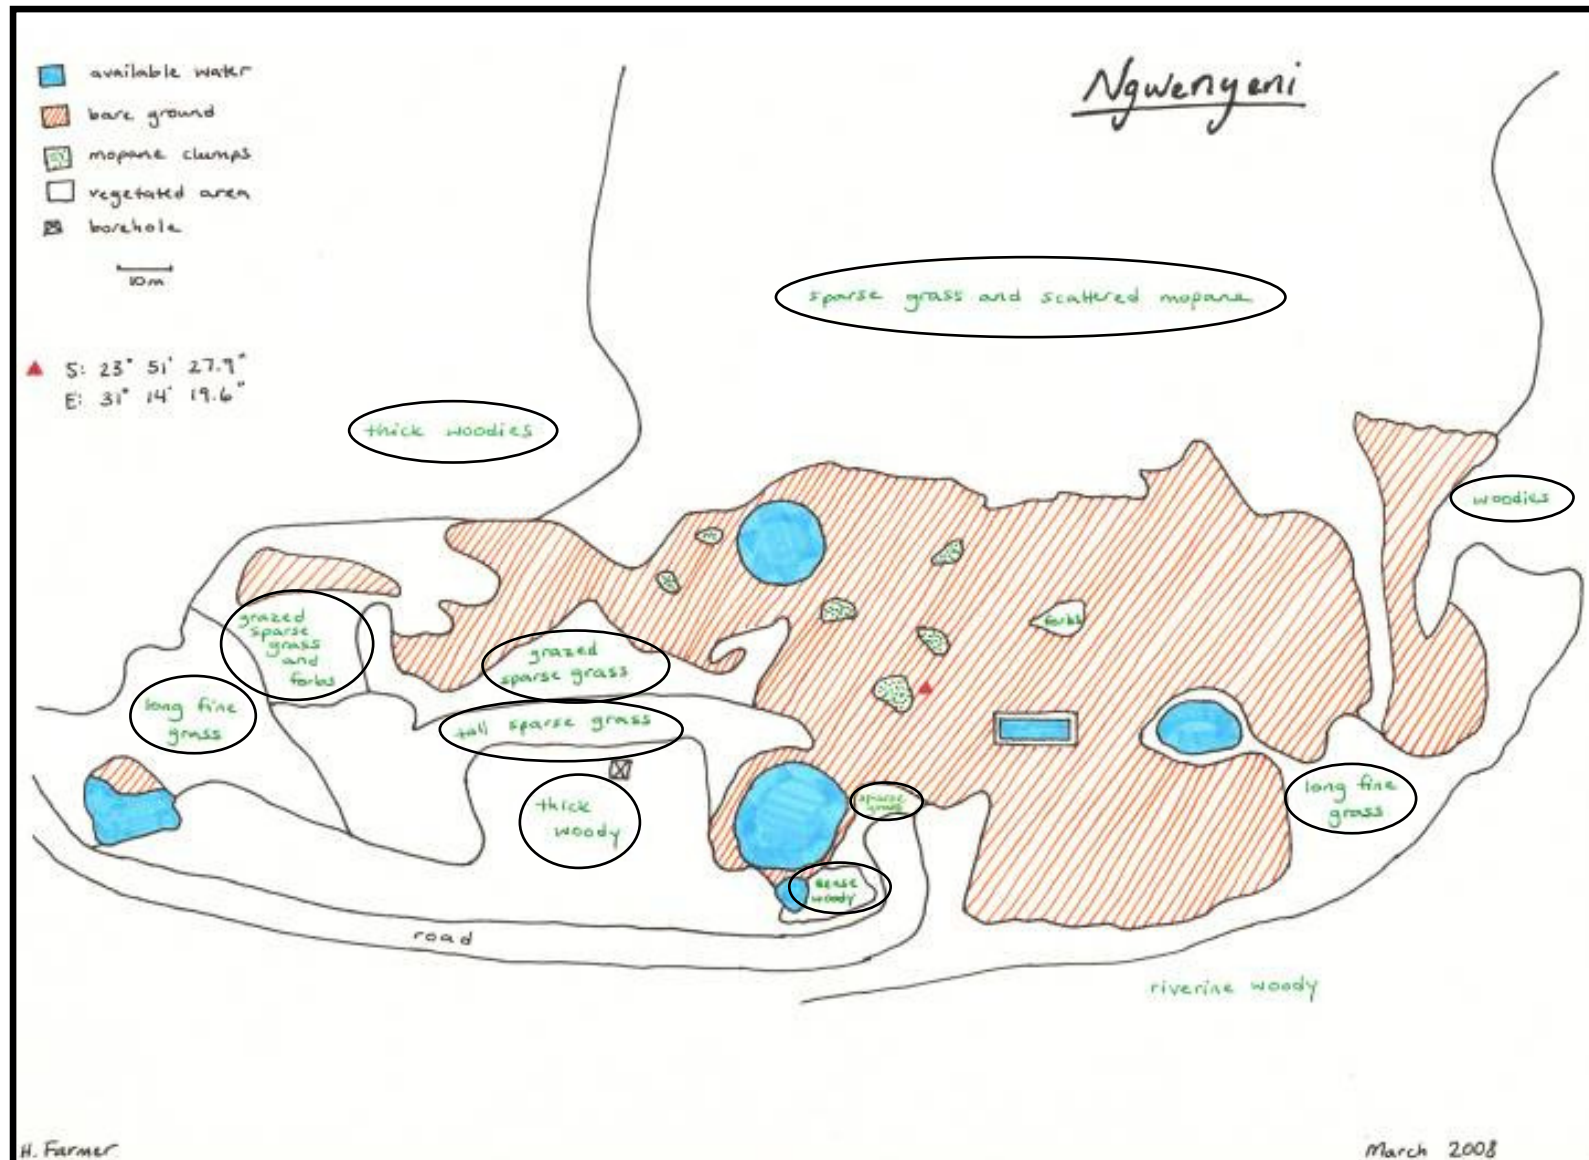 Ngwenyeni
available water
bare ground
mopane clumps
vegetated area
borehole
10m
S: 23° 51' 27.9"
E: 31° 14' 19.6"
sparse grass and scattered mopane
thick woodies
woodies
grazed
sparse
grass
and
forbs
forbs
grazed
sparse grass
long fine
grass
tall sparse grass
thick
woody
sparse
grass
long fine
grass
dense
woody
road
riverine woody
H. Farmer
March 2008